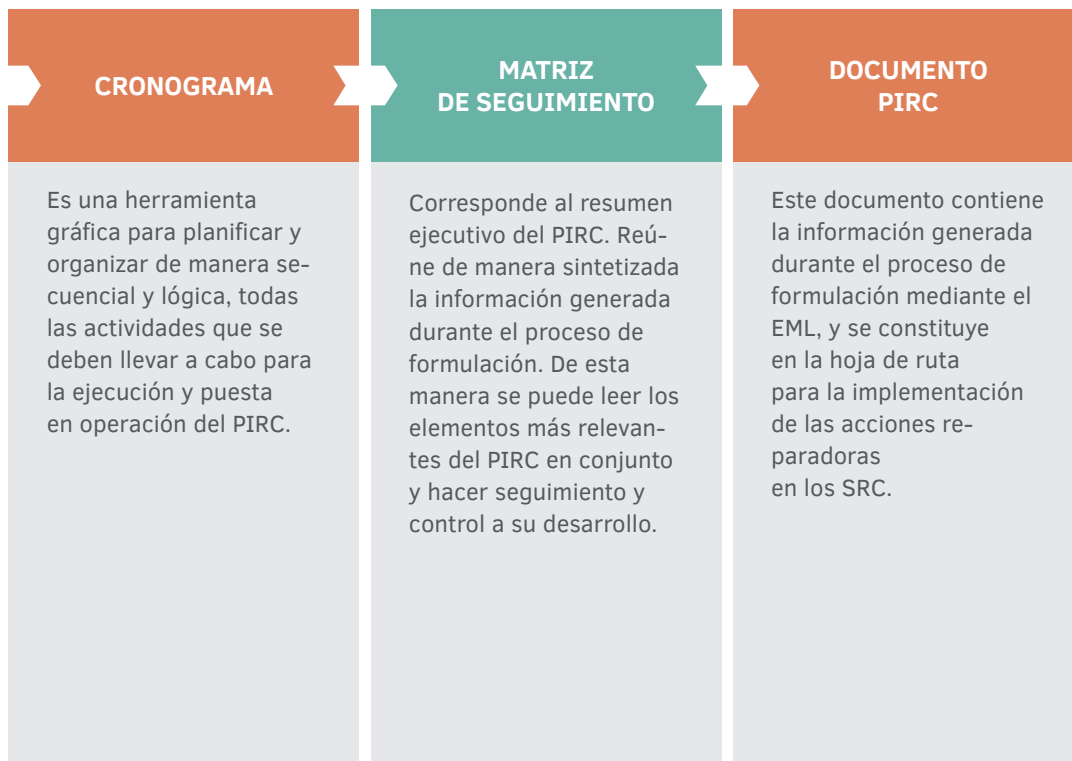 CRONOGRAMA
Es una herramienta
gráfica para planificar y
organizar de manera se-
cuencial y lógica, todas
las actividades que se
deben llevar a cabo para
la ejecución y puesta
en operación del PIRC.
MATRIZ
DE SEGUIMIENTO
Corresponde al resumen
ejecutivo del PIRC. Reú-
ne de manera sintetizada
la información generada
durante el proceso de
formulación. De esta
manera se puede leer los
elementos más relevan-
tes del PIRC en conjunto
y hacer seguimiento y
control a su desarrollo.
DOCUMENTO
PIRC
Este documento contiene
la información generada
durante el proceso de
formulación mediante el
EML, y se constituye
en la hoja de ruta
para la implementación
de las acciones re-
paradoras
en los SRC.